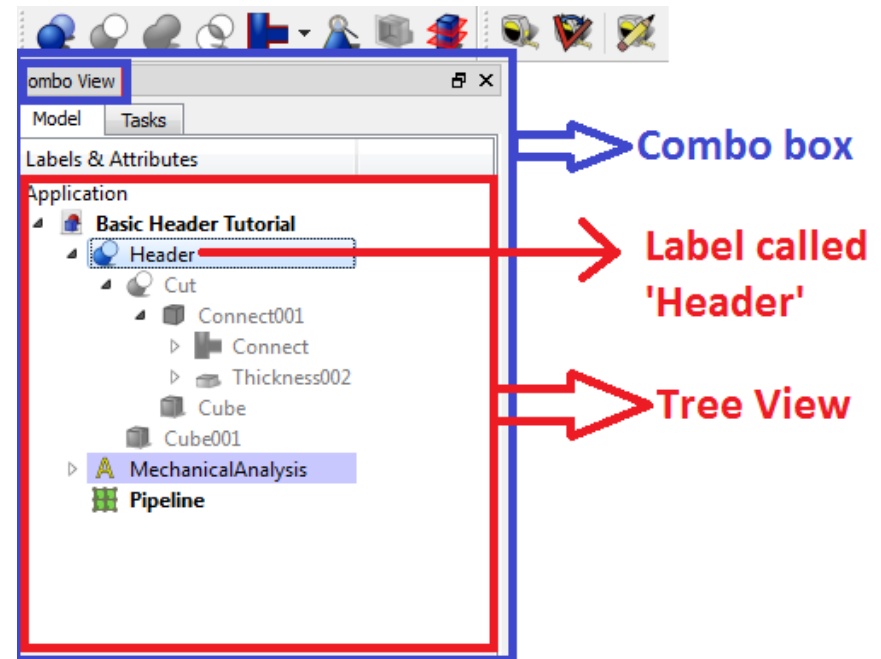 ombo View
Combo box
Model
Tasks
Labels & Attributes
Application
Basic Header Tutorial
Header
Label called
'Header'
Cut
Connect001
Connect
Thickness002
Tree View
Cube
Cube001
MechanicalAnalysis
Pipeline